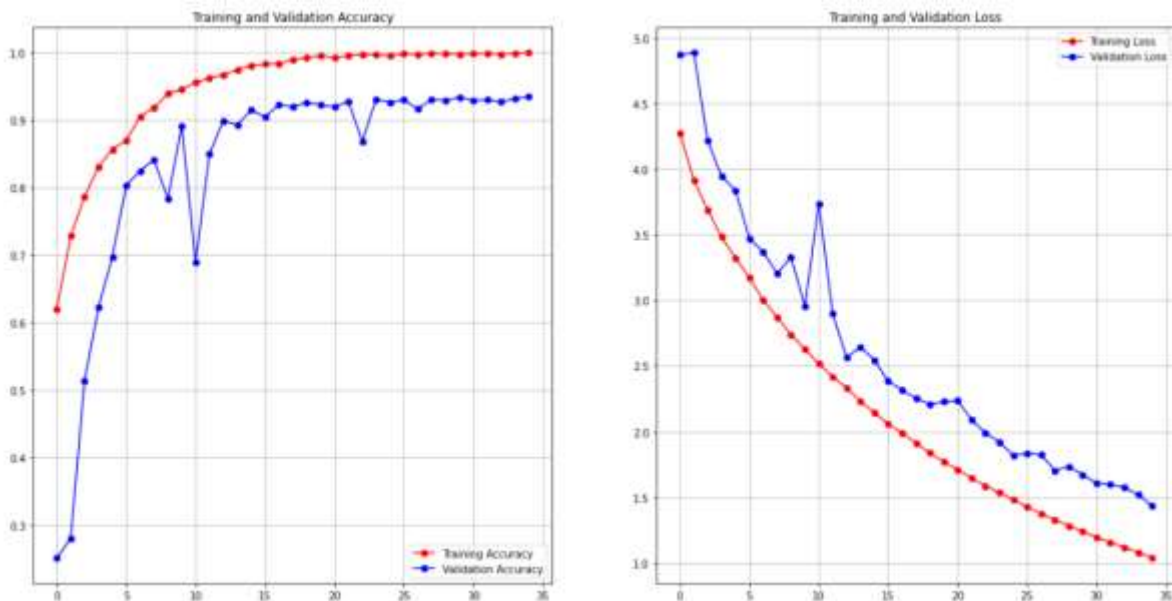 Training and Validation Accuracy
1.0
0.9
0.8
0.7
0.6
0.5
0.4
0.3
0 5 10 15 20 25 30 35
Training Accuracy
Validation Accuracy
Training and Validation Loss
5.0
4.5
4.0
3.5
3.0
2.5
2.0
1.5
1.0
0 5 10 15 20 25 30 35
Training Loss
Validation Loss